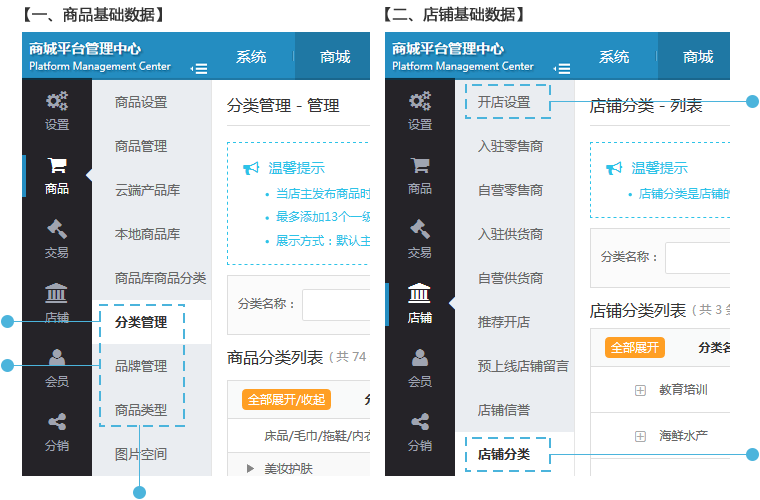 【一、商品基础数据】
商城平台管理中心
Platform Management Center
系统
商城
设置
商品
交易
店铺
会员
分销
商品设置
商品管理
云端产品库
本地商品库
商品库商品分类
分类管理
品牌管理
商品类型
图片空间
分类管理 - 管理
温馨提示
• 当店主发布商品时
• 最多添加13个一级
• 展示方式：默认主
分类名称：
商品分类列表 （共 74
全部展开/收起
床品/毛巾/拖鞋/内衣
美妆护肤
【二、店铺基础数据】
商城平台管理中心
Platform Management Center
系统
商城
设置
商品
交易
店铺
会员
分销
开店设置
入驻零售商
自营零售商
入驻供货商
自营供货商
推荐开店
预上线店铺留言
店铺信誉
店铺分类
店铺分类 - 列表
温馨提示
• 店铺分类是店铺的
分类名称：
店铺分类列表 （共 3
全部展开 分类名
教育培训
海鲜水产